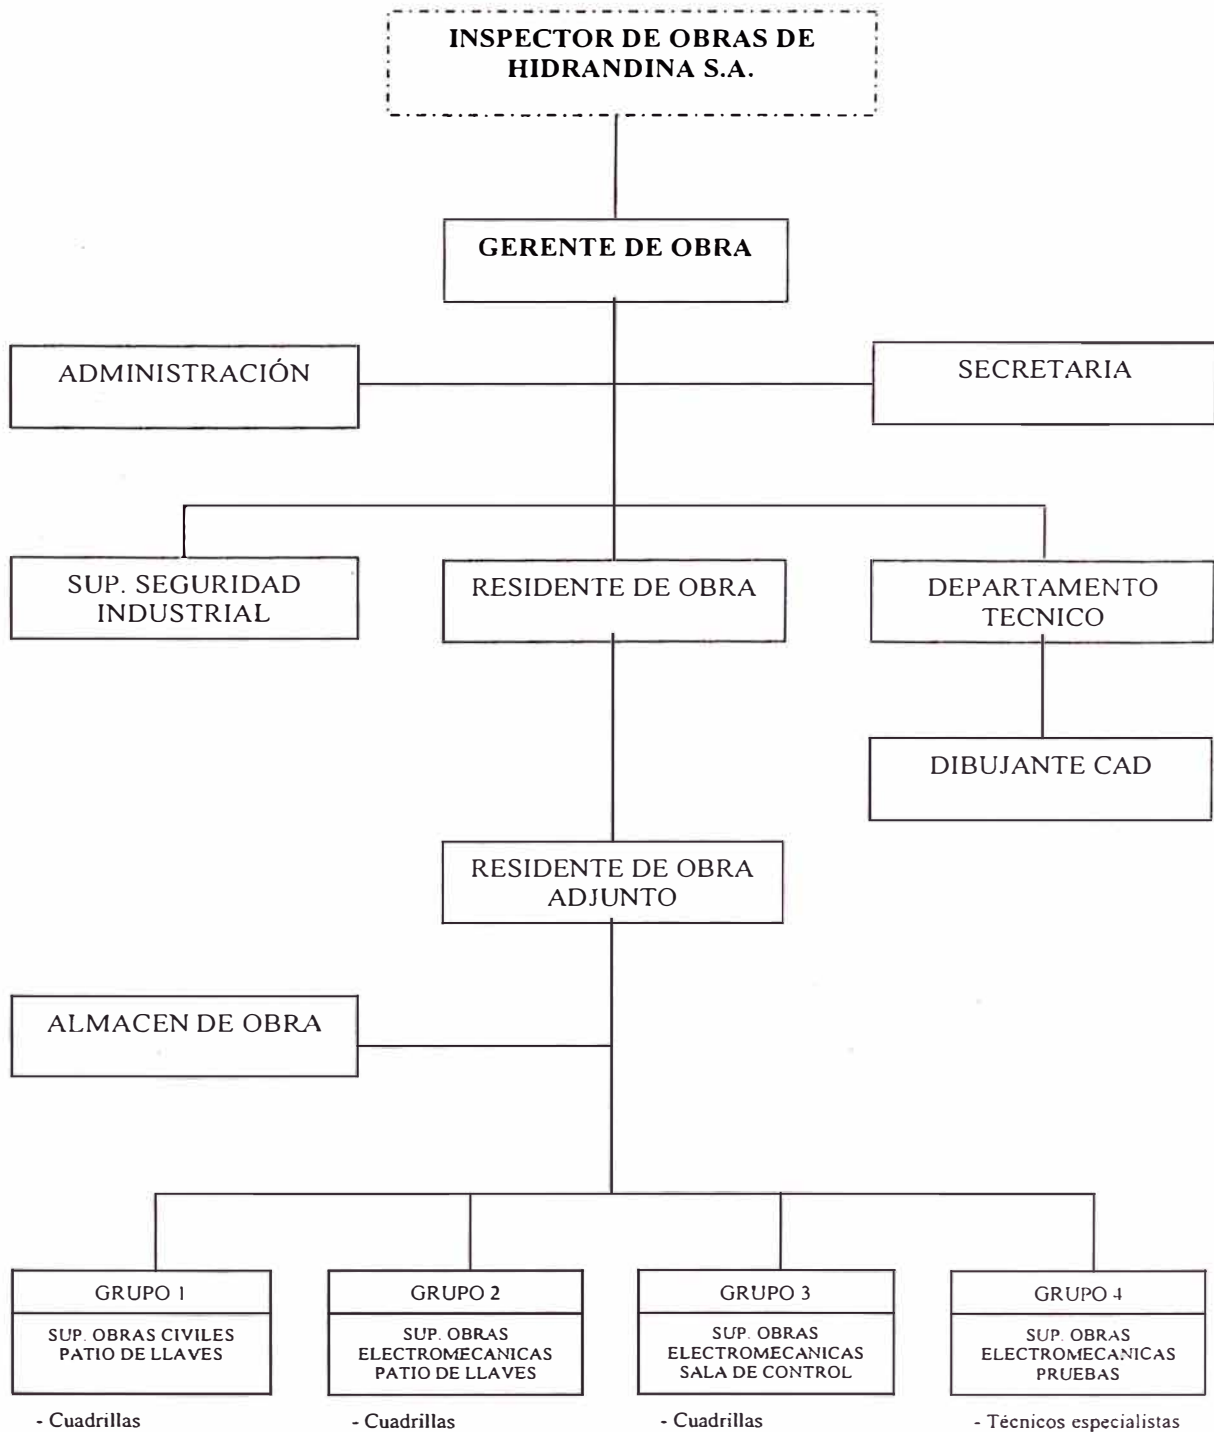 INSPECTOR DE OBRAS DE
HIDRANDINA S.A.
GERENTE DE OBRA
ADMINISTRACIÓN
SECRETARIA
SUP. SEGURIDAD
INDUSTRIAL
RESIDENTE DE OBRA
DEPARTAMENTO
TECNICO
DIBUJANTE CAD
RESIDENTE DE OBRA
ADJUNTO
ALMACEN DE OBRA
GRUPO 1
SUP. OBRAS CIVILES
PATIO DE LLAVES
- Cuadrillas
GRUPO 2
SUP. OBRAS
ELECTROMECANICAS
PATIO DE LLAVES
- Cuadrillas
GRUPO 3
SUP. OBRAS
ELECTROMECANICAS
SALA DE CONTROL
- Cuadrillas
GRUPO 4
SUP. OBRAS
ELECTROMECANICAS
PRUEBAS
- Técnicos especialistas